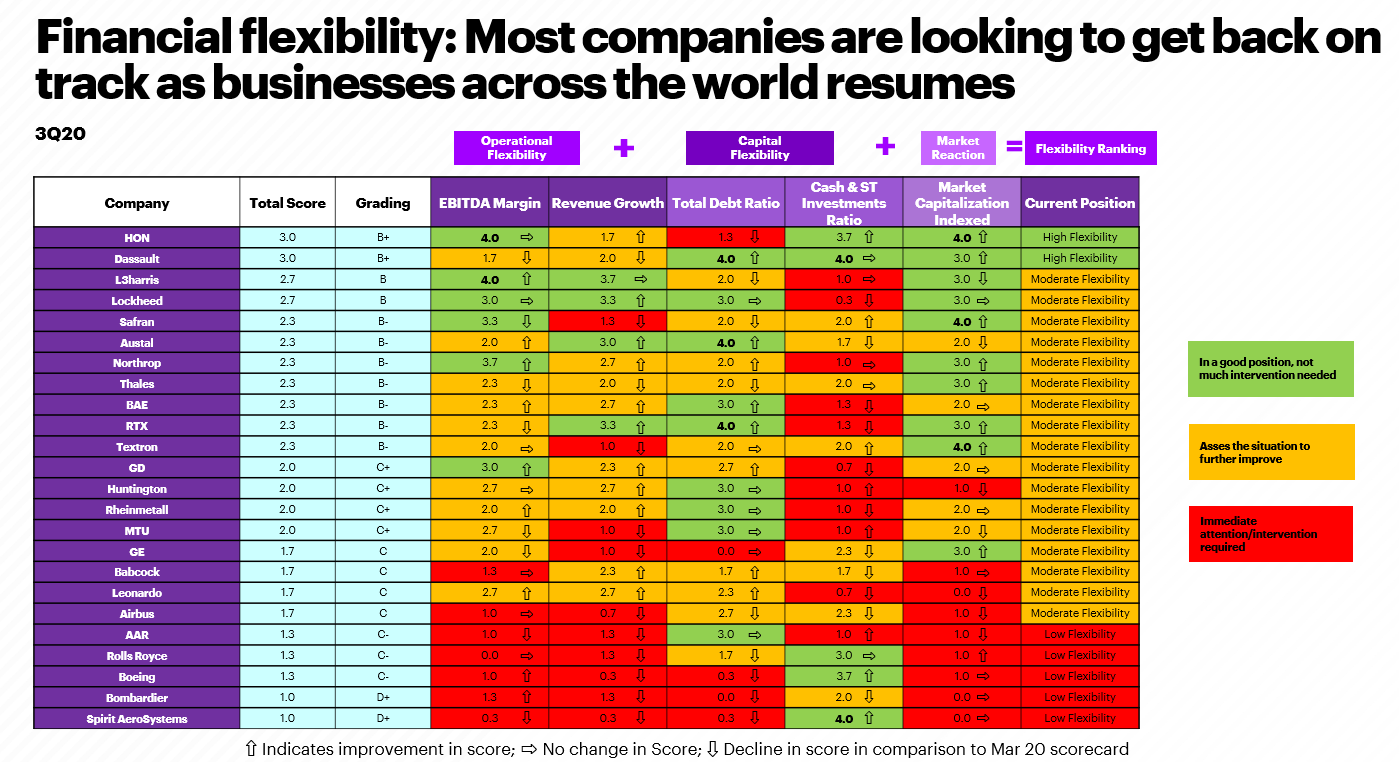 Financial flexibility: Most companies are looking to get back on
track as businesses across the world resumes
3Q20
Operational
Flexibility
+
Capital
Flexibility
+
Market
Reaction
=
Flexibility Ranking
Company Total Score Grading EBITDA Margin Revenue Growth Total Debt Ratio Cash & ST Investments Ratio Market Capitalization Indexed Current Position
HON 3.0 B+ 4.0 ⇨ 1.7 ⇧ 1.3 ⇩ 3.7 ⇧ 4.0 ⇧ High Flexibility
Dassault 3.0 B+ 1.7 ⇩ 2.0 ⇩ 4.0 ⇧ 4.0 ⇨ 3.0 ⇧ High Flexibility
L3harris 2.7 B 4.0 ⇧ 3.7 ⇨ 2.0 ⇩ 1.0 ⇨ 3.0 ⇩ Moderate Flexibility
Lockheed 2.7 B 3.0 ⇨ 3.3 ⇧ 3.0 ⇨ 0.3 ⇩ 3.0 ⇨ Moderate Flexibility
Safran 2.3 B- 3.3 ⇩ 1.3 ⇩ 2.0 ⇩ 2.0 ⇧ 4.0 ⇧ Moderate Flexibility
Austal 2.3 B- 2.0 ⇧ 3.0 ⇧ 4.0 ⇧ 1.7 ⇩ 2.0 ⇩ Moderate Flexibility
Northrop 2.3 B- 3.7 ⇧ 2.7 ⇧ 2.0 ⇧ 1.0 ⇨ 3.0 ⇧ Moderate Flexibility
Thales 2.3 B- 2.3 ⇩ 2.0 ⇩ 2.0 ⇩ 2.0 ⇨ 3.0 ⇧ Moderate Flexibility
BAE 2.3 B- 2.3 ⇧ 2.7 ⇧ 3.0 ⇧ 1.3 ⇩ 2.0 ⇨ Moderate Flexibility
RTX 2.3 B- 2.3 ⇩ 3.3 ⇧ 4.0 ⇧ 1.3 ⇩ 3.0 ⇧ Moderate Flexibility
Textron 2.3 B- 2.0 ⇨ 1.0 ⇩ 2.0 ⇨ 2.0 ⇧ 4.0 ⇧ Moderate Flexibility
GD 2.0 C+ 3.0 ⇧ 2.3 ⇧ 2.7 ⇧ 0.7 ⇩ 2.0 ⇨ Moderate Flexibility
Huntington 2.0 C+ 2.7 ⇨ 2.7 ⇧ 3.0 ⇨ 1.0 ⇧ 1.0 ⇩ Moderate Flexibility
Rheinmetall 2.0 C+ 2.0 ⇧ 2.0 ⇧ 3.0 ⇨ 1.0 ⇩ 2.0 ⇨ Moderate Flexibility
MTU 2.0 C+ 2.7 ⇩ 1.0 ⇩ 3.0 ⇨ 1.0 ⇧ 2.0 ⇩ Moderate Flexibility
GE 1.7 C 2.0 ⇩ 1.0 ⇩ 0.0 ⇨ 2.3 ⇩ 3.0 ⇧ Moderate Flexibility
Babcock 1.7 C 1.3 ⇨ 2.3 ⇧ 1.7 ⇧ 1.7 ⇩ 1.0 ⇨ Moderate Flexibility
Leonardo 1.7 C 2.7 ⇧ 2.7 ⇧ 2.3 ⇧ 0.7 ⇩ 0.0 ⇩ Moderate Flexibility
Airbus 1.7 C 1.0 ⇨ 0.7 ⇩ 2.7 ⇩ 2.3 ⇩ 1.0 ⇩ Moderate Flexibility
AAR 1.3 C- 1.0 ⇩ 1.3 ⇩ 3.0 ⇨ 1.0 ⇧ 1.0 ⇩ Low Flexibility
Rolls Royce 1.3 C- 0.0 ⇨ 1.3 ⇩ 1.7 ⇩ 3.0 ⇨ 1.0 ⇧ Low Flexibility
Boeing 1.3 C- 1.0 ⇧ 0.3 ⇩ 0.3 ⇩ 3.7 ⇧ 1.0 ⇨ Low Flexibility
Bombardier 1.0 D+ 1.3 ⇧ 1.3 ⇩ 0.0 ⇩ 2.0 ⇩ 0.0 ⇨ Low Flexibility
Spirit AeroSystems 1.0 D+ 0.3 ⇩ 0.3 ⇩ 0.3 ⇩ 4.0 ⇧ 0.0 ⇨ Low Flexibility
In a good position, not
much intervention needed
Asses the situation to
further improve
Immediate
attention/intervention
required
⇧ Indicates improvement in score; ⇨ No change in Score; ⇩ Decline in score in comparison to Mar 20 scorecard